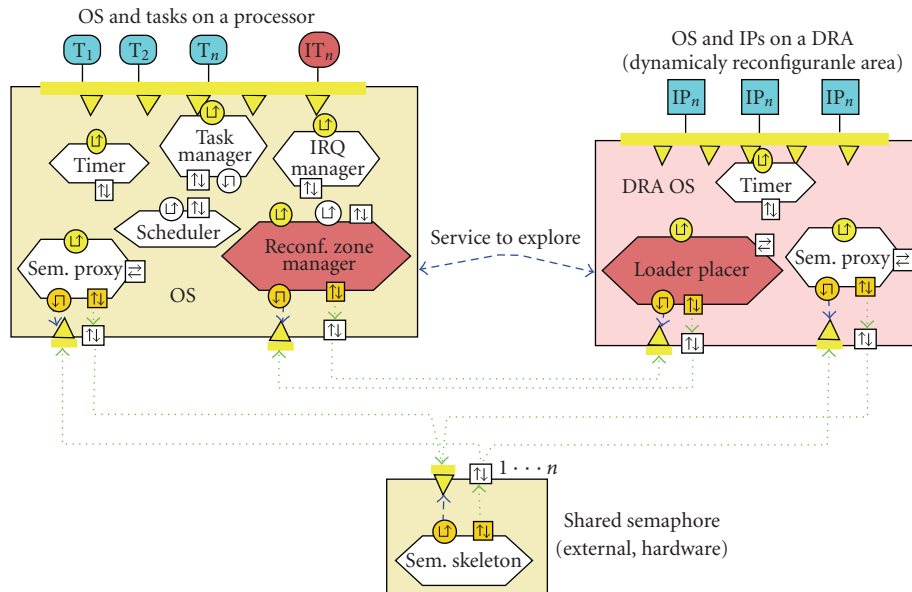 OS and tasks on a processor
T1
T2
Tn
ITn
Timer
Task
manager
IRQ
manager
Scheduler
Sem. proxy
Reconf. zone
manager
OS
Service to explore
OS and IPs on a DRA
(dynamicaly reconfiguranle area)
IPn
IPn
IPn
DRA OS
Timer
Loader placer
Sem. proxy
1 · · · n
Sem. skeleton
Shared semaphore
(external, hardware)